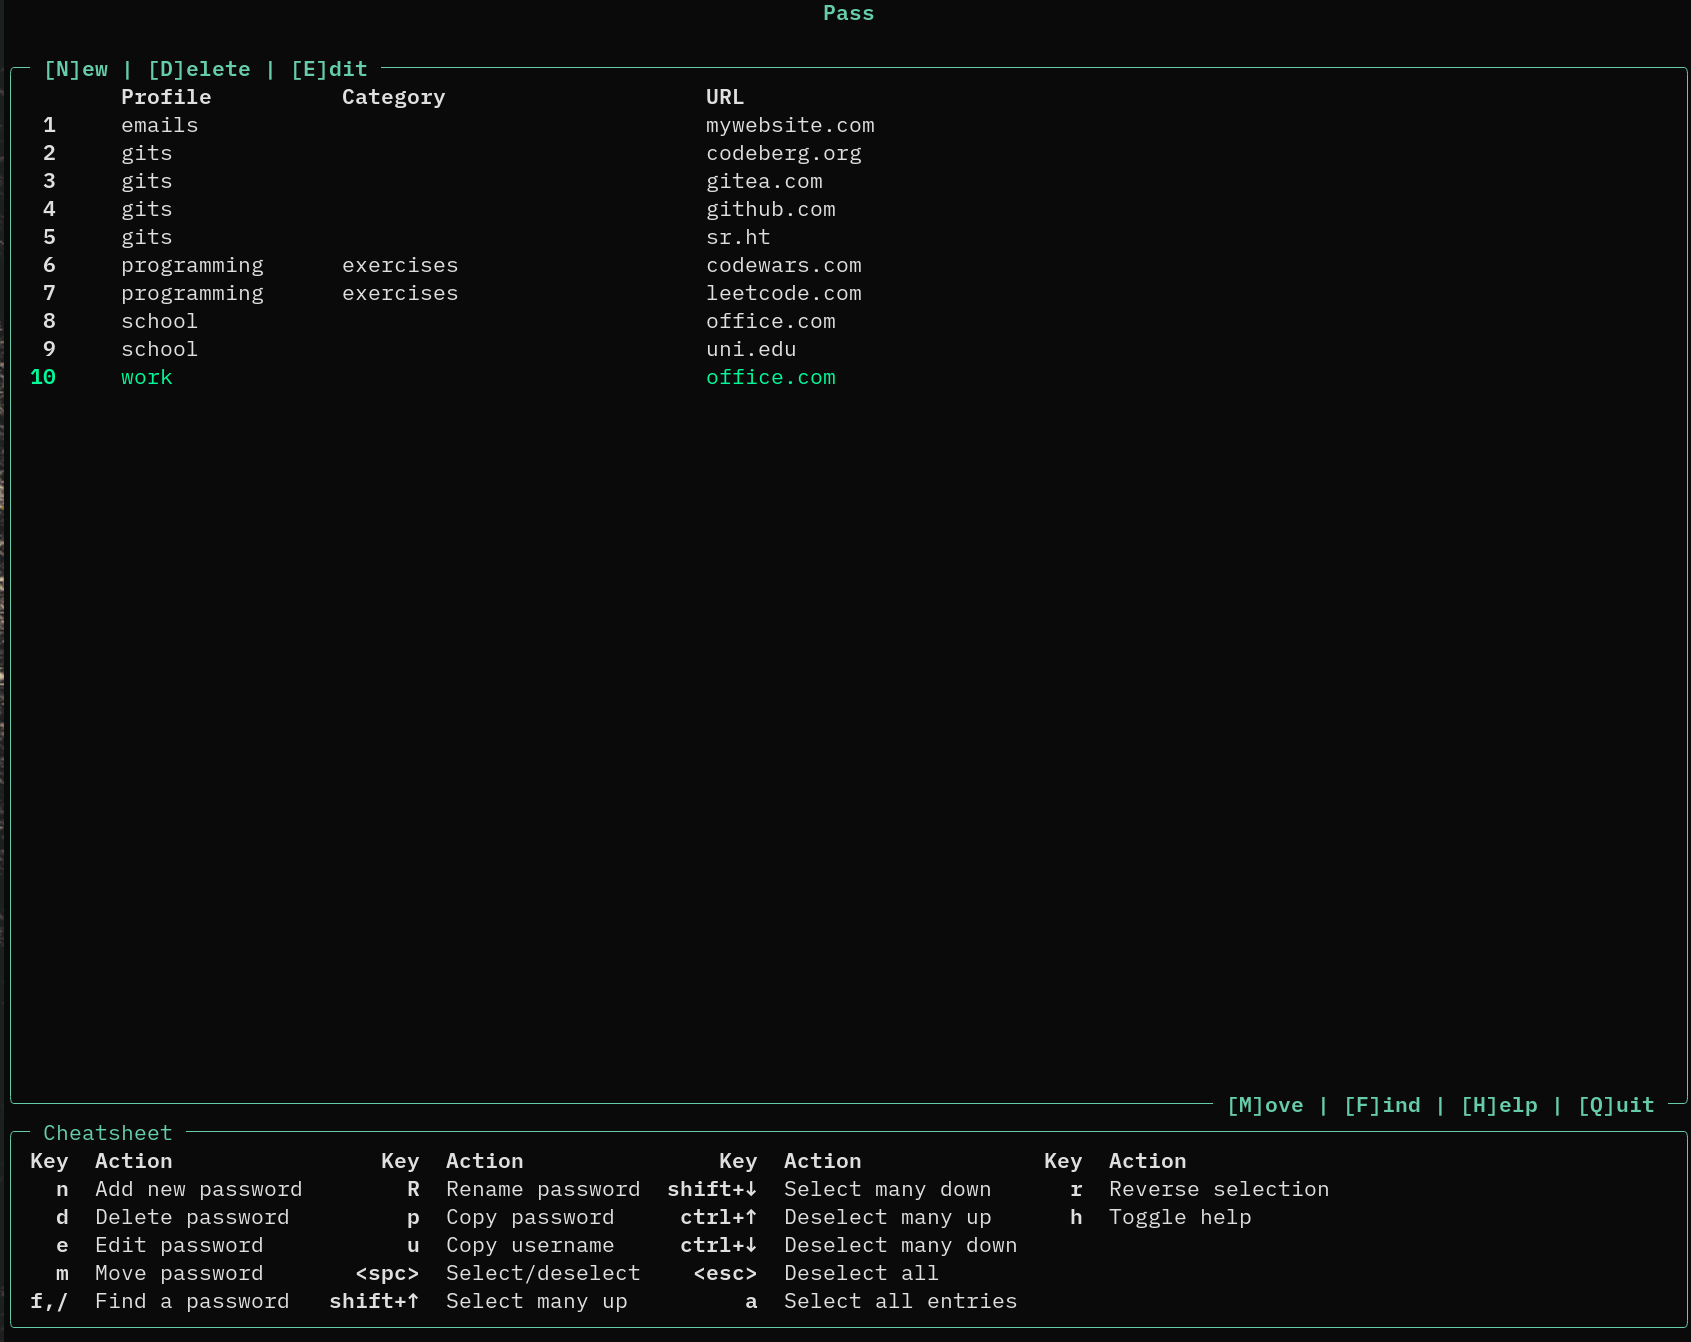 Pass
[N]ew | [D]elete | [E]dit
Profile Category URL
1 emails mywebsite.com
2 gits codeberg.org
3 gits gitea.com
4 gits github.com
5 gits sr.ht
6 programming exercises codewars.com
7 programming exercises leetcode.com
8 school office.com
9 school uni.edu
10 work office.com
[M]ove | [F]ind | [H]elp | [Q]uit
Cheatsheet
Key Action Key Action Key Action Key Action
n Add new password R Rename password shift+↓ Select many down r Reverse selection
d Delete password p Copy password ctrl+↑ Deselect many up h Toggle help
e Edit password u Copy username ctrl+↓ Deselect many down
m Move password <spc> Select/deselect <esc> Deselect all
f,/ Find a password shift+↑ Select many up a Select all entries